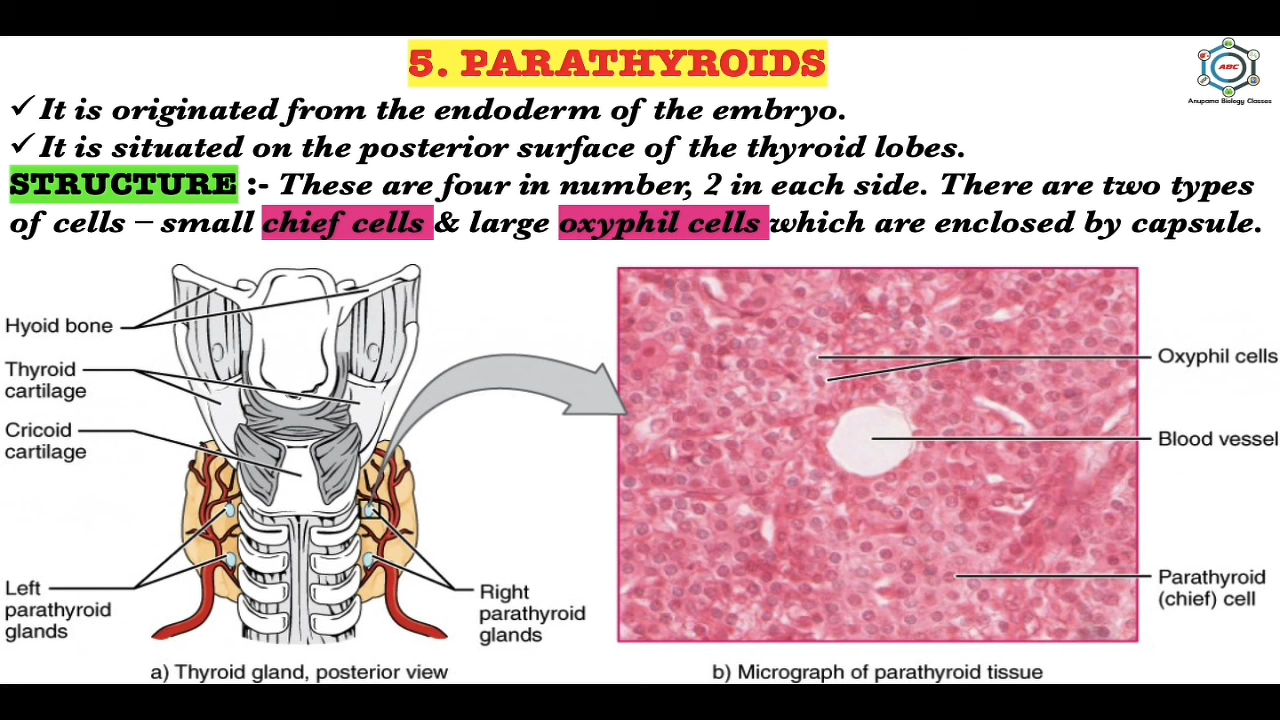 5. PARATHYROIDS
ABC
Anupama Biology Classes
✓ It is originated from the endoderm of the embryo.
✓ It is situated on the posterior surface of the thyroid lobes.
STRUCTURE :- These are four in number, 2 in each side. There are two types
of cells – small chief cells & large oxyphil cells which are enclosed by capsule.
Hyoid bone
Thyroid
cartilage
Cricoid
cartilage
Left
parathyroid
glands
Right
parathyroid
glands
a) Thyroid gland, posterior view
Oxyphil cells
Blood vessel
Parathyroid
(chief) cell
b) Micrograph of parathyroid tissue